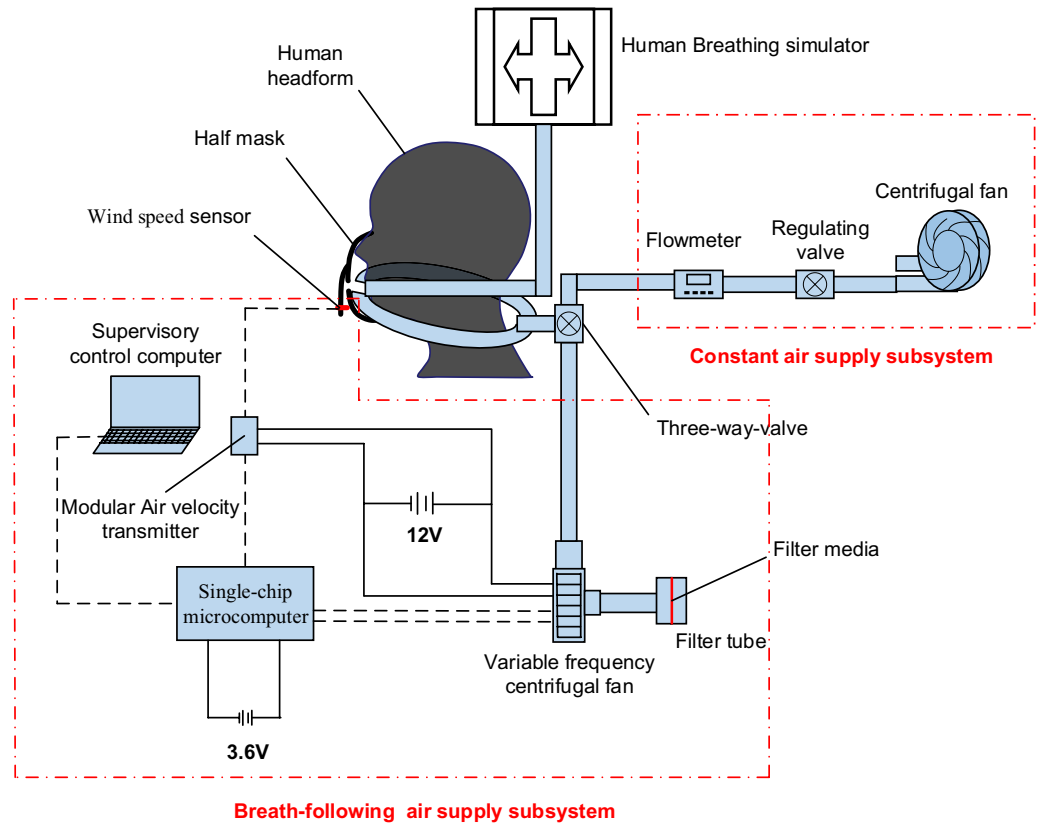 Human Breathing simulator
Human
headform
Half mask
Wind speed sensor
Centrifugal fan
Flowmeter
Regulating
valve
Constant air supply subsystem
Supervisory
control computer
Three-way-valve
Modular Air velocity
transmitter
12V
Filter media
Single-chip
microcomputer
Filter tube
Variable frequency
centrifugal fan
3.6V
Breath-following air supply subsystem